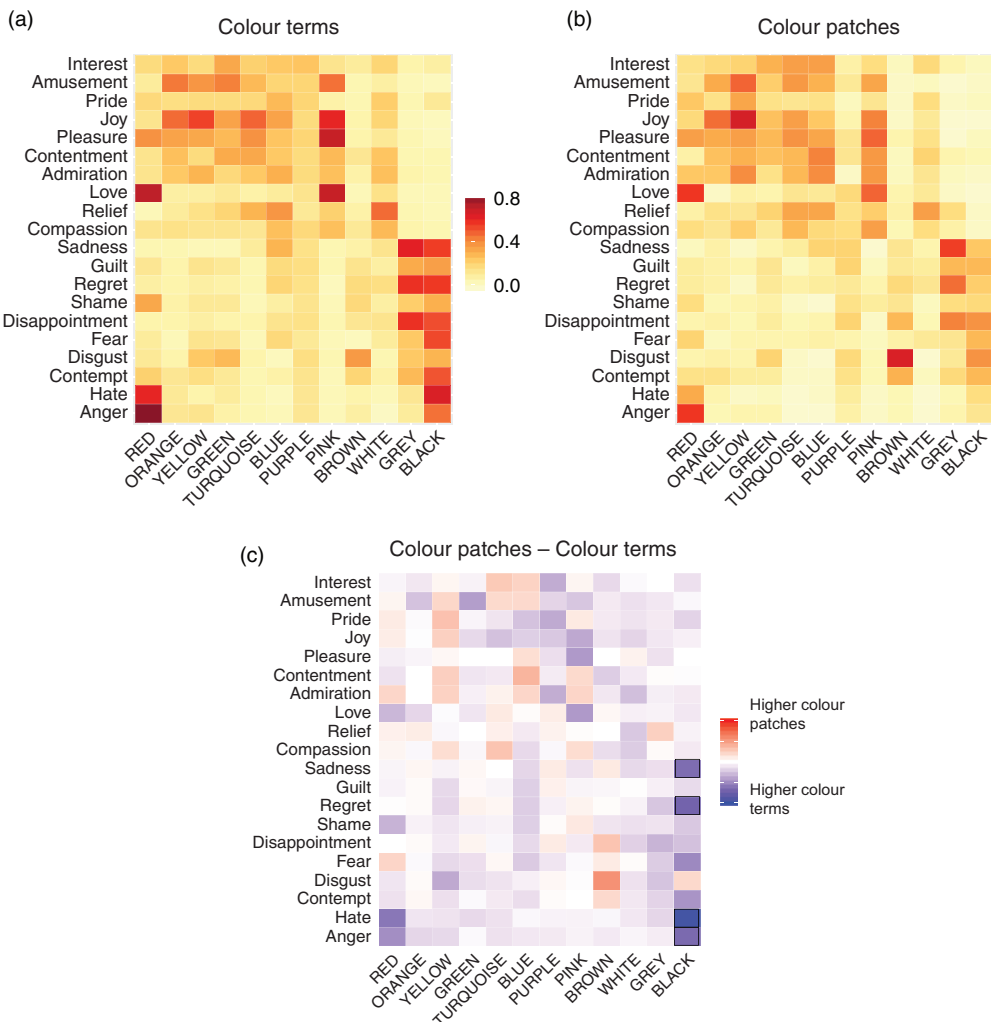 (a)
Colour terms
Interest
Amusement
Pride
Joy
Pleasure
Contentment
Admiration
Love
Relief
Compassion
Sadness
Guilt
Regret
Shame
Disappointment
Fear
Disgust
Contempt
Hate
Anger
RED
ORANGE
YELLOW
GREEN
TURQUOISE
BLUE
PURPLE
PINK
BROWN
WHITE
GREY
BLACK
0.8
0.4
0.0
(b)
Colour patches
Interest
Amusement
Pride
Joy
Pleasure
Contentment
Admiration
Love
Relief
Compassion
Sadness
Guilt
Regret
Shame
Disappointment
Fear
Disgust
Contempt
Hate
Anger
RED
ORANGE
YELLOW
GREEN
TURQUOISE
BLUE
PURPLE
PINK
BROWN
WHITE
GREY
BLACK
(c)
Colour patches – Colour terms
Interest
Amusement
Pride
Joy
Pleasure
Contentment
Admiration
Love
Relief
Compassion
Sadness
Guilt
Regret
Shame
Disappointment
Fear
Disgust
Contempt
Hate
Anger
RED
ORANGE
YELLOW
GREEN
TURQUOISE
BLUE
PURPLE
PINK
BROWN
WHITE
GREY
BLACK
Higher colour
patches
Higher colour
terms